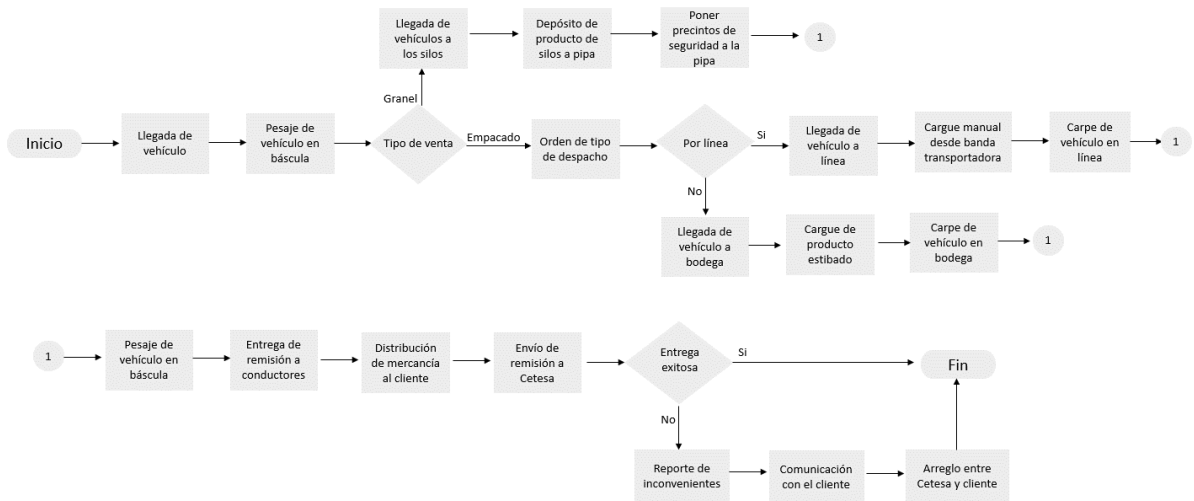 Llegada de
vehículos a
los silos
Depósito de
producto de
silos a pipa
Poner
precintos de
seguridad a la
pipa
1
Granel
Inicio
Llegada de
vehículo
Pesaje de
vehículo en
báscula
Tipo de venta
Empacado
Orden de tipo
de despacho
Por línea
Si
Llegada de
vehículo a
línea
Cargue manual
desde banda
transportadora
Carpe de
vehículo en
línea
1
No
Llegada de
vehículo a
bodega
Cargue de
producto
estibado
Carpe de
vehículo en
bodega
1
1
Pesaje de
vehículo en
báscula
Entrega de
remisión a
conductores
Distribución
de mercancía
al cliente
Envío de
remisión a
Cetesa
Entrega
exitosa
Si
Fin
No
Reporte de
inconvenientes
Comunicación
con el cliente
Arreglo entre
Cetesa y cliente